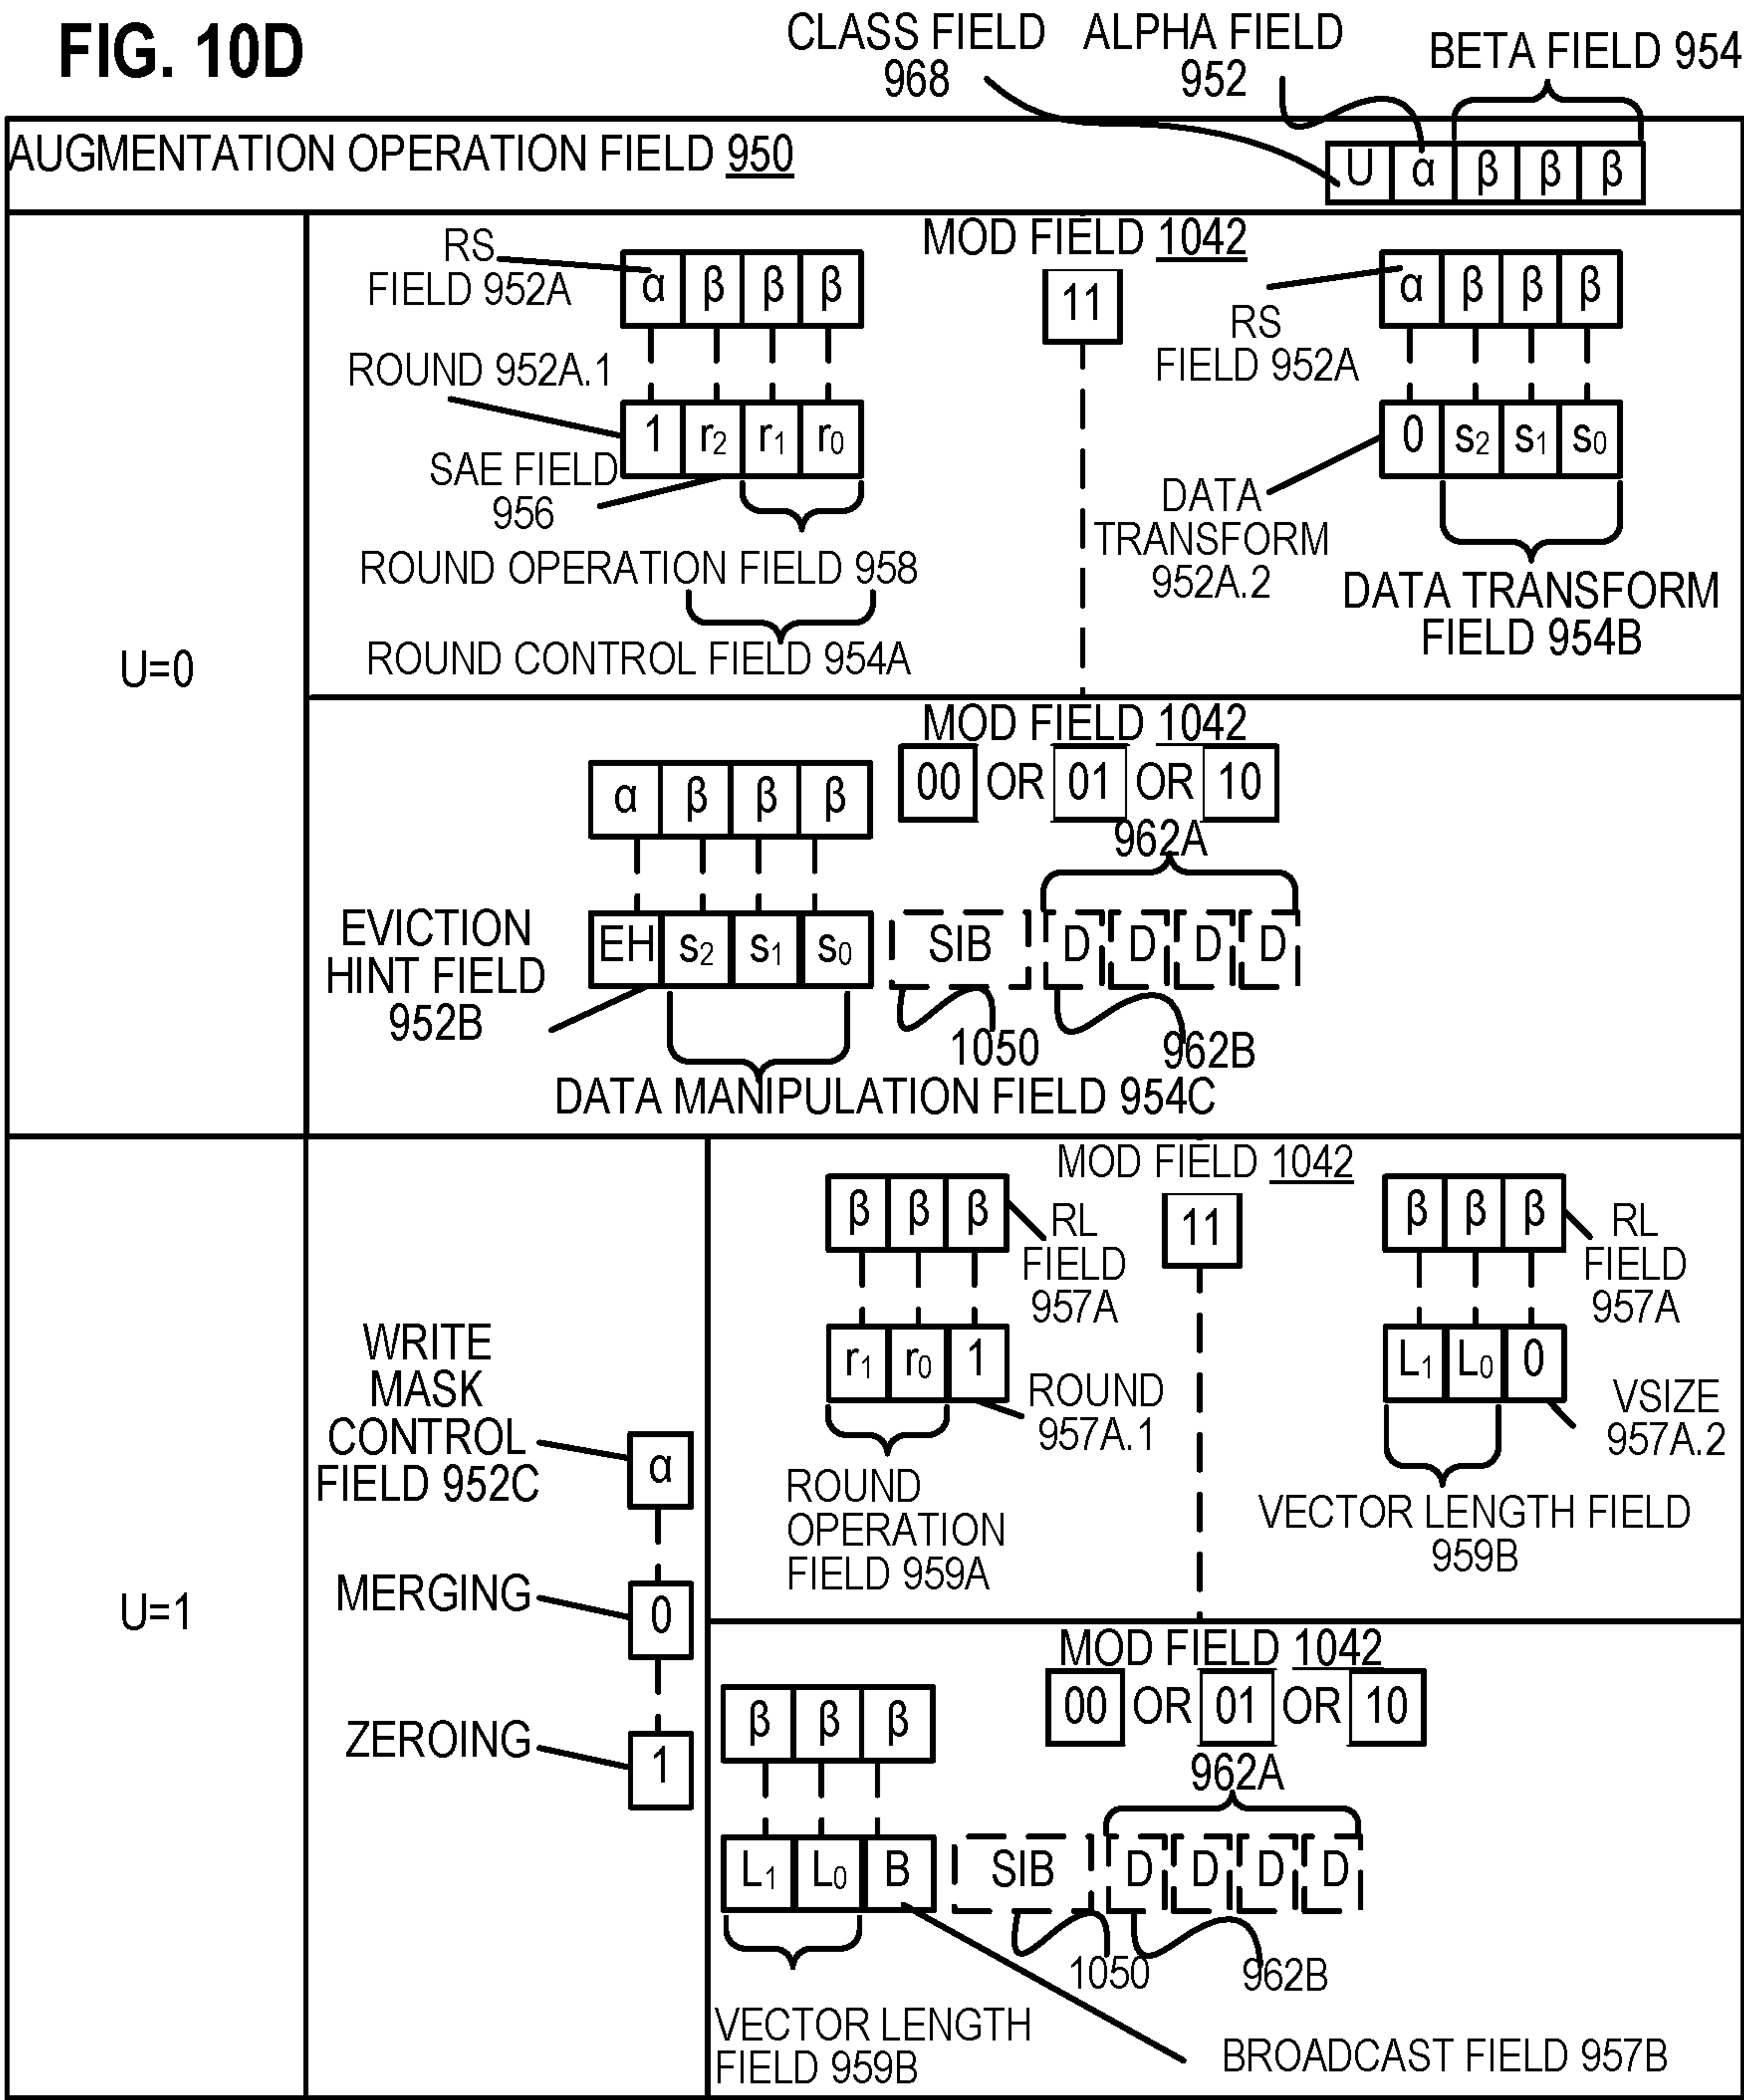 FIG. 10D
CLASS FIELD
968
ALPHA FIELD
952
BETA FIELD 954
AUGMENTATION OPERATION FIELD 950
U α β β β
U=0
RS
FIELD 952A
α β β β
ROUND 952A.1
1 r2 r1 r0
SAE FIELD
956
ROUND OPERATION FIELD 958
ROUND CONTROL FIELD 954A
MOD FIELD 1042
11
α β β β
RS
FIELD 952A
0 s2 s1 s0
DATA
TRANSFORM
952A.2
DATA TRANSFORM
FIELD 954B
MOD FIELD 1042
00 OR 01 OR 10
α β β β
962A
EVICTION
HINT FIELD
952B
EH s2 s1 s0 SIB D D D D
1050
962B
DATA MANIPULATION FIELD 954C
U=1
WRITE
MASK
CONTROL
FIELD 952C
α
MERGING
0
ZEROING
1
MOD FIELD 1042
11
β β β
RL
FIELD
957A
r1 r0 1
ROUND
957A.1
ROUND
OPERATION
FIELD 959A
β β β
RL
FIELD
957A
L1 L0 0
VSIZE
957A.2
VECTOR LENGTH FIELD
959B
MOD FIELD 1042
00 OR 01 OR 10
β β β
962A
L1 L0 B SIB D D D D
1050
962B
VECTOR LENGTH
FIELD 959B
BROADCAST FIELD 957B